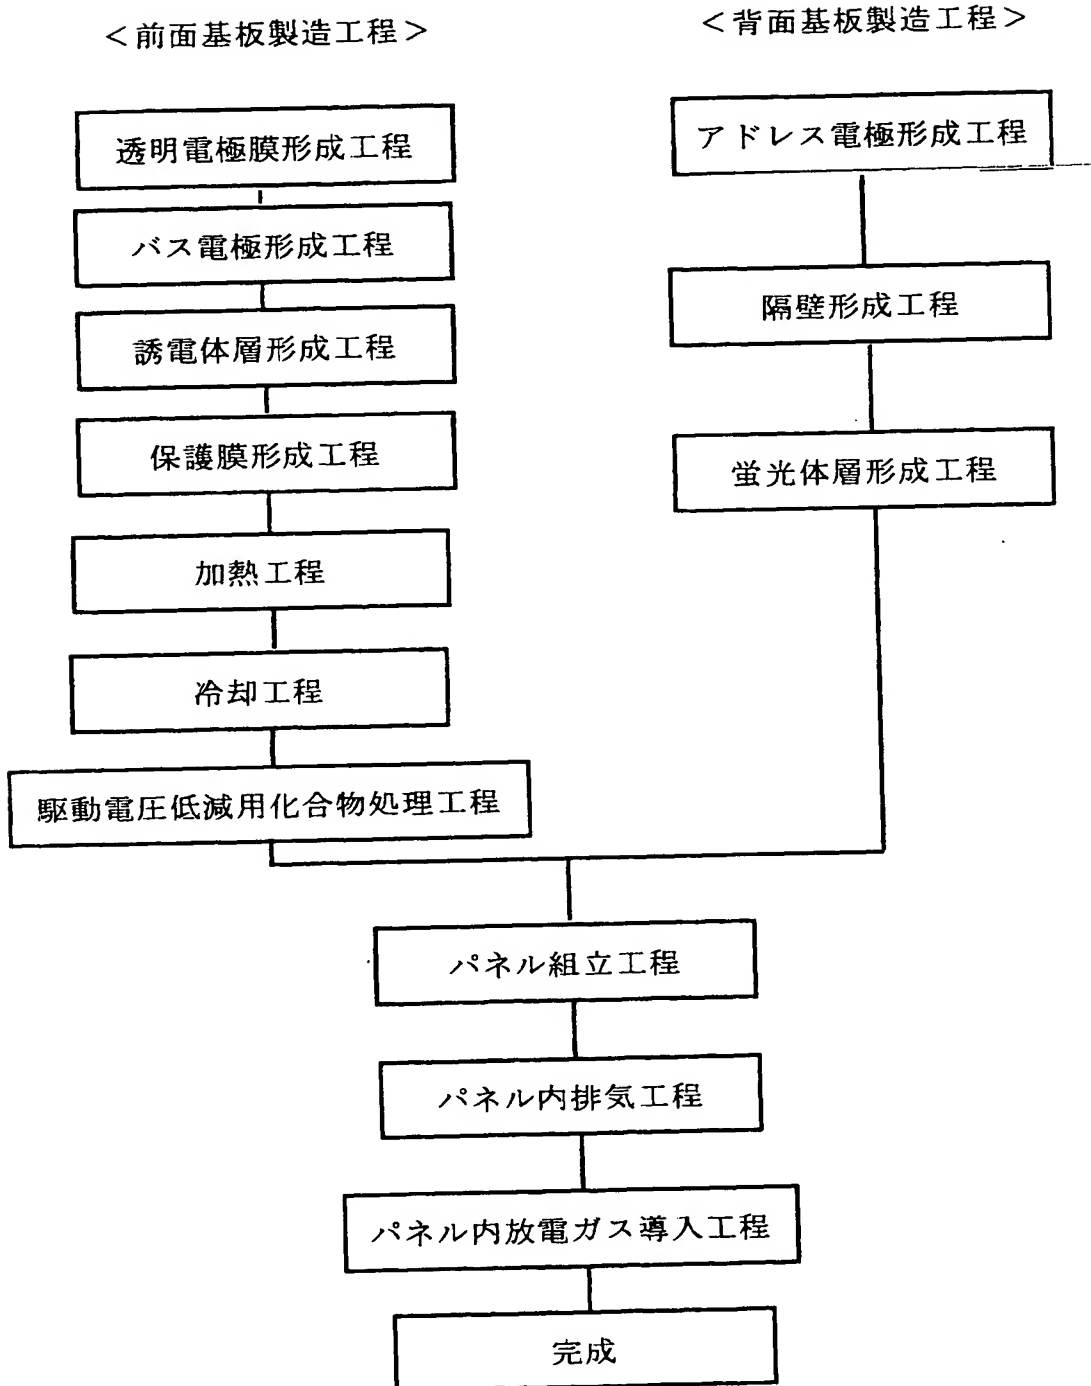 <前面基板製造工程>
透明電極膜形成工程
バス電極形成工程
誘電体層形成工程
保護膜形成工程
加熱工程
冷却工程
駆動電圧低減用化合物処理工程
<背面基板製造工程>
アドレス電極形成工程
隔壁形成工程
蛍光体層形成工程
パネル組立工程
パネル内排気工程
パネル内放電ガス導入工程
完成